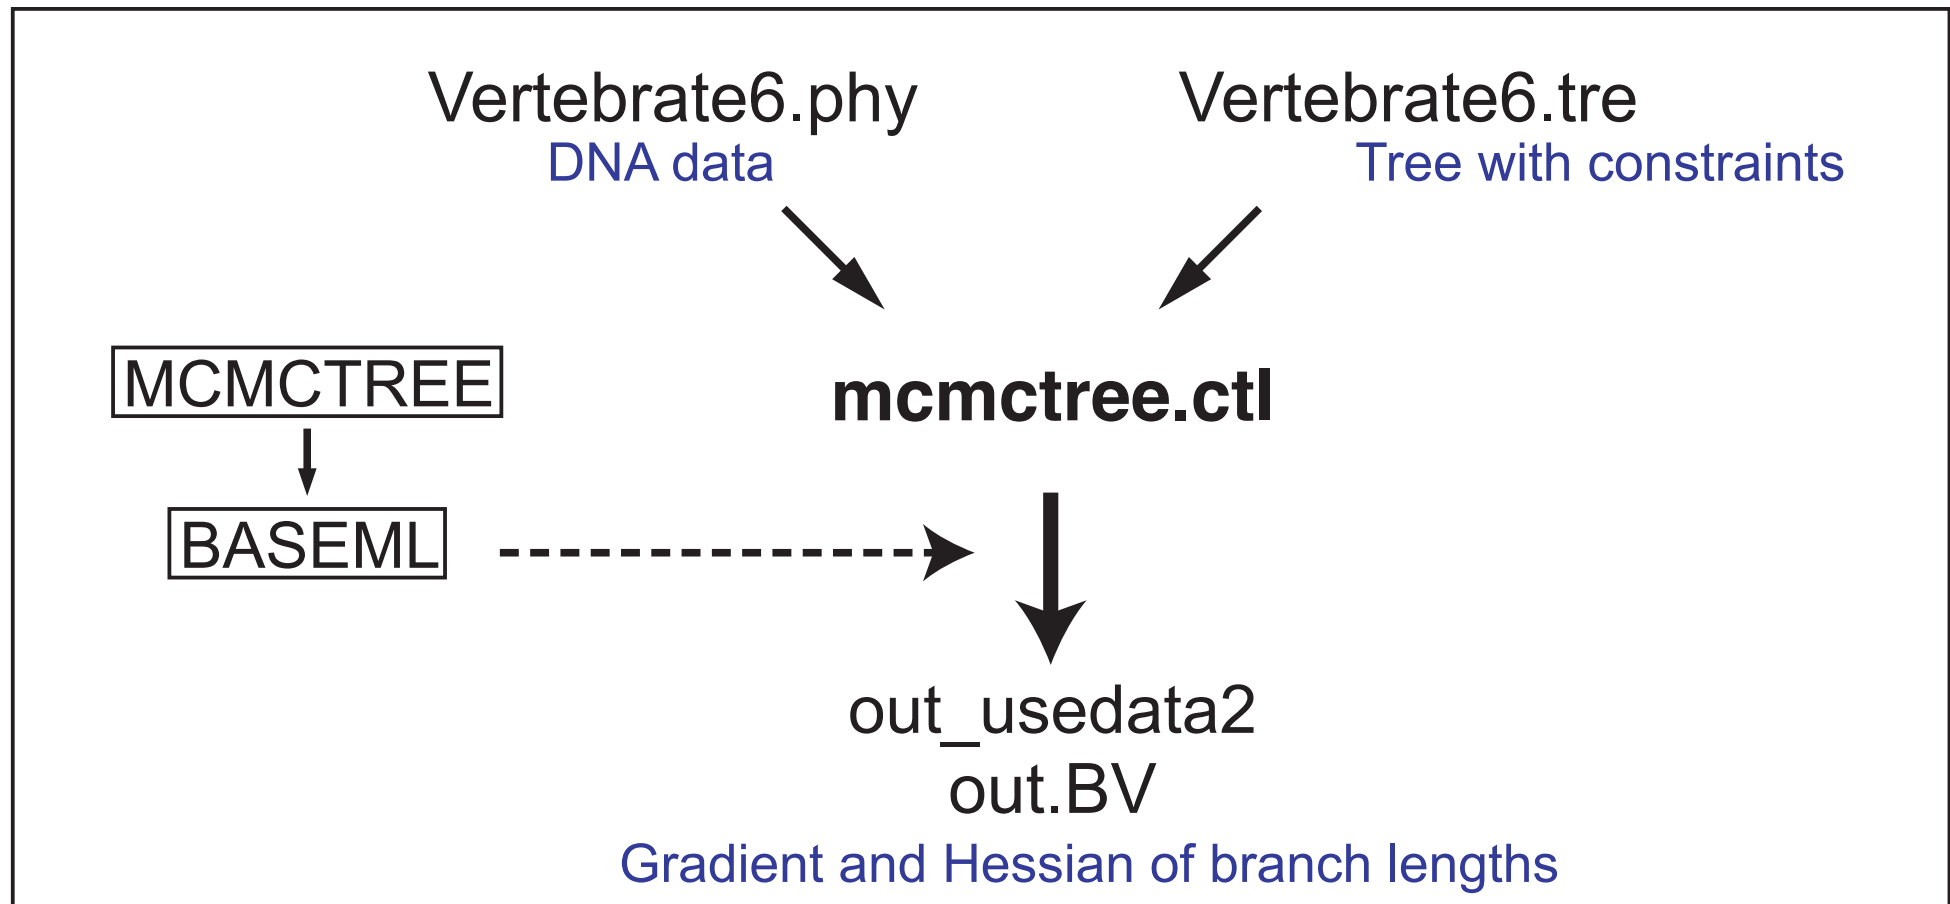 Vertebrate6.phy
DNA data
Vertebrate6.tre
Tree with constraints
MCMCTREE
mcmctree.ctl
BASEML
out_usedata2
out.BV
Gradient and Hessian of branch lengths